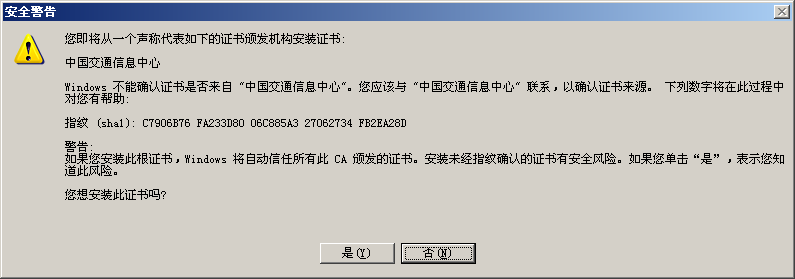 安全警告
您即将从一个声称代表如下的证书颁发机构安装证书:
中国交通信息中心
Windows 不能确认证书是否来自 "中国交通信息中心"。您应该与 "中国交通信息中心" 联系,以确认证书来源。 下列数字将在此过程中
对您有帮助:
指纹 (sha1): C7906B76 FA233D80 06C885A3 27062734 FB2EA28D
警告:
如果您安装此根证书,Windows 将自动信任所有此 CA 颁发的证书。安装未经指纹确认的证书有安全风险。如果您单击“是”,表示您知
道此风险。
您想安装此证书吗?
是(Y)
否(N)